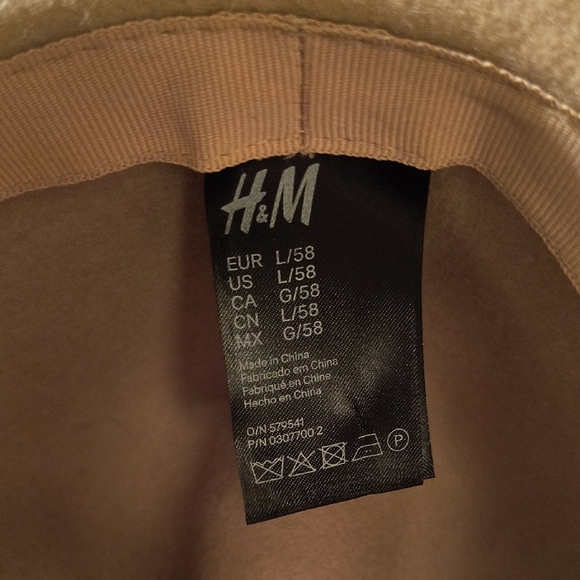 H&M
EUR L/58
US L/58
CA G/58
CN L/58
MX G/58
Made in China
Fabricado em China
Fabriqué en Chine
Hecho en China
O/N 579541
P/N 0307700 2
P